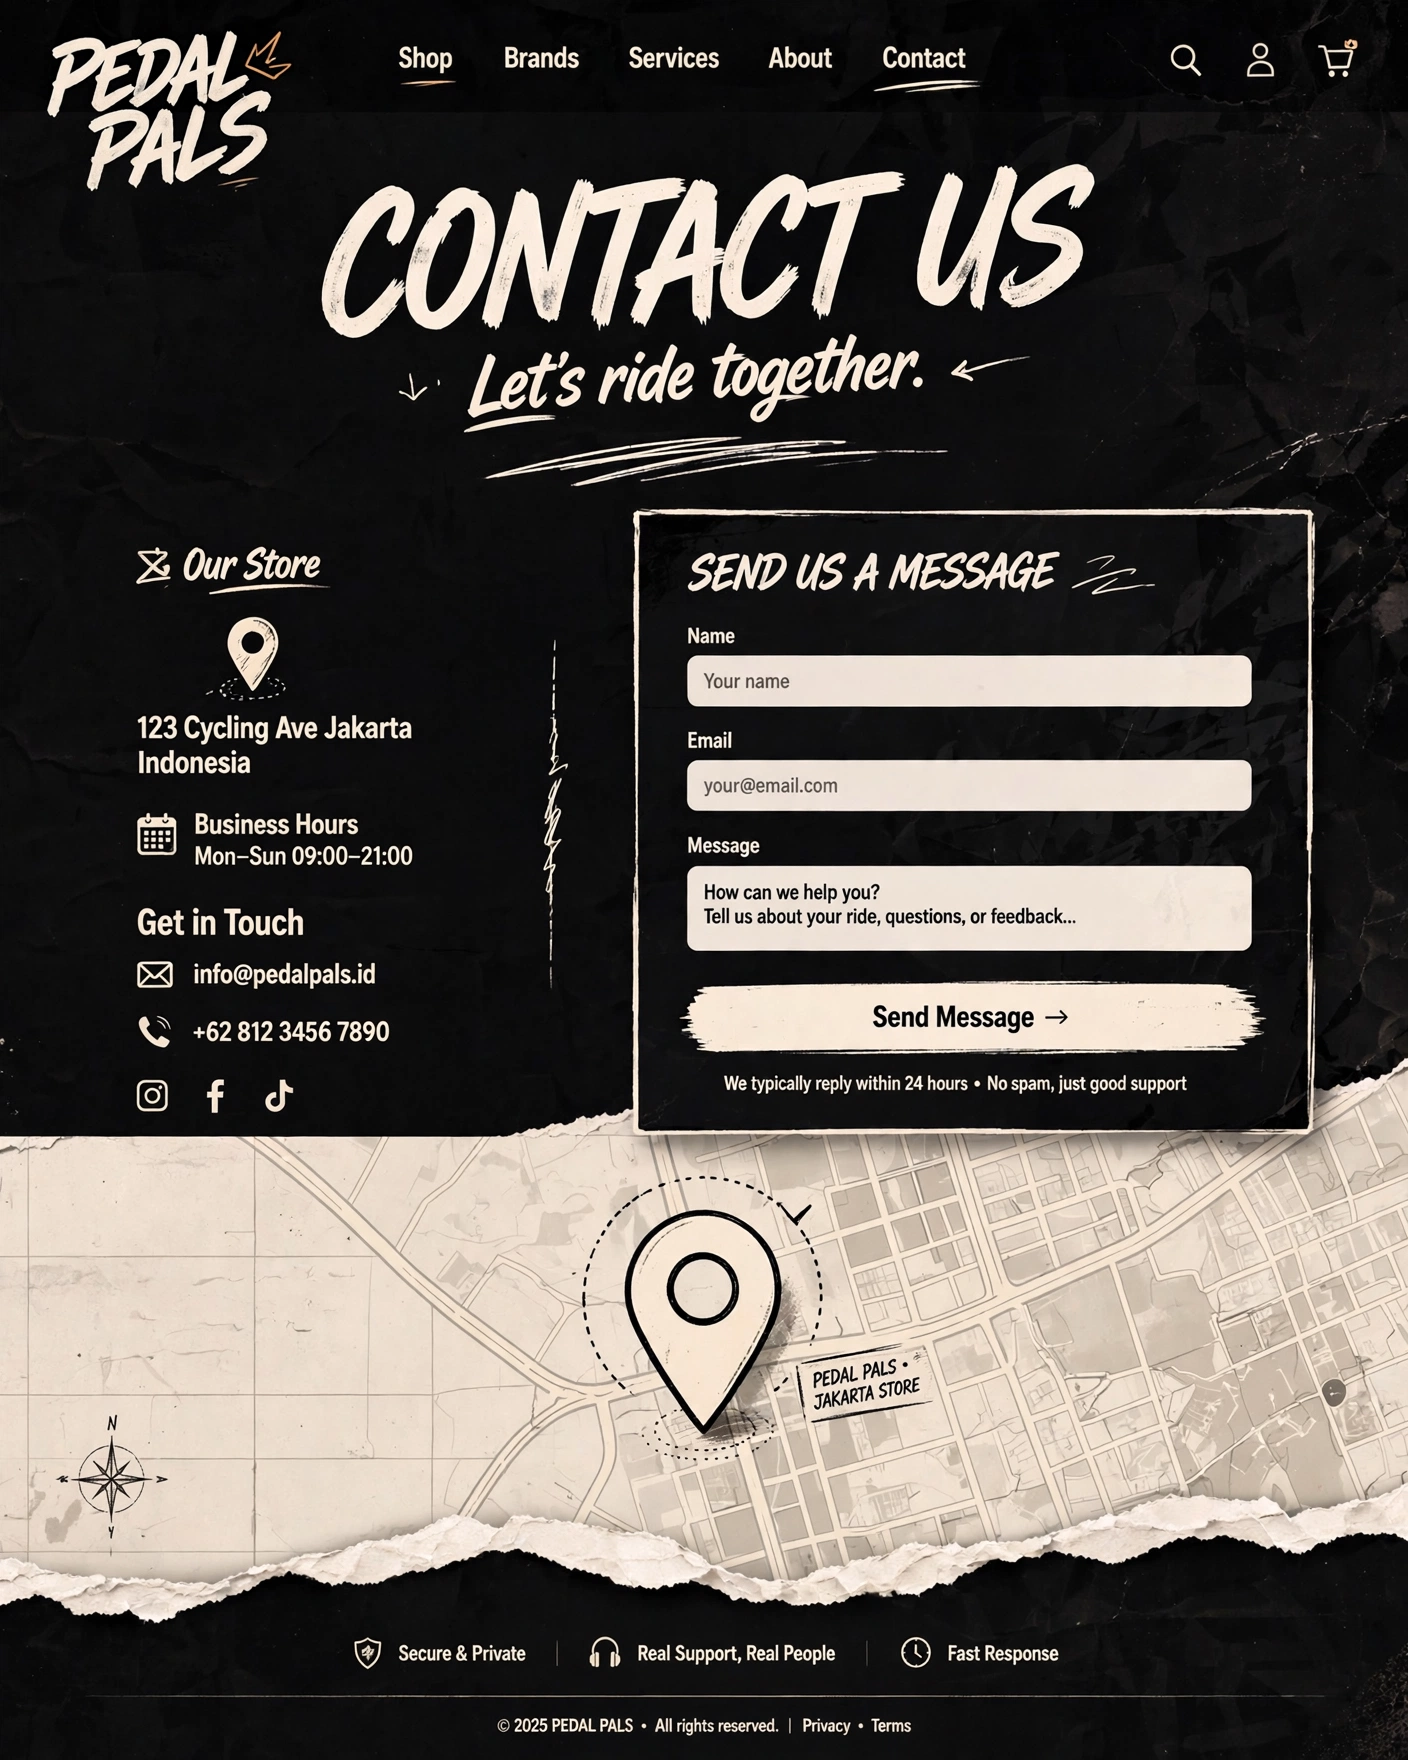 PEDAL
PALS
Shop
Brands
Services
About
Contact
CONTACT US
Let's ride together.
Our Store
123 Cycling Ave Jakarta
Indonesia
Business Hours
Mon–Sun 09:00–21:00
Get in Touch
info@pedalpals.id
+62 812 3456 7890
SEND US A MESSAGE
Name
Your name
Email
your@email.com
Message
How can we help you?
Tell us about your ride, questions, or feedback...
Send Message →
We typically reply within 24 hours • No spam, just good support
PEDAL PALS •
JAKARTA STORE
N
Secure & Private
Real Support, Real People
Fast Response
© 2025 PEDAL PALS • All rights reserved. | Privacy • Terms